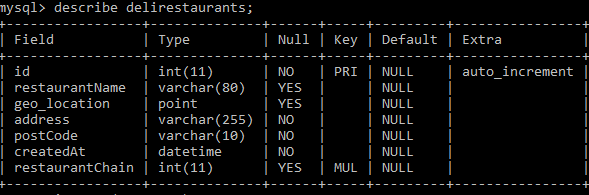 mysql> describe delirestaurants;
+-----------------+--------------+------+-----+---------+----------------+
| Field           | Type         | Null | Key | Default | Extra          |
+-----------------+--------------+------+-----+---------+----------------+
| id              | int(11)      | NO   | PRI | NULL    | auto_increment |
| restaurantName  | varchar(80)  | YES  |     | NULL    |                |
| geo_location    | point        | YES  |     | NULL    |                |
| address         | varchar(255) | NO   |     | NULL    |                |
| postCode        | varchar(10)  | NO   |     | NULL    |                |
| createdAt       | datetime     | NO   |     | NULL    |                |
| restaurantChain | int(11)      | YES  | MUL | NULL    |                |
+-----------------+--------------+------+-----+---------+----------------+